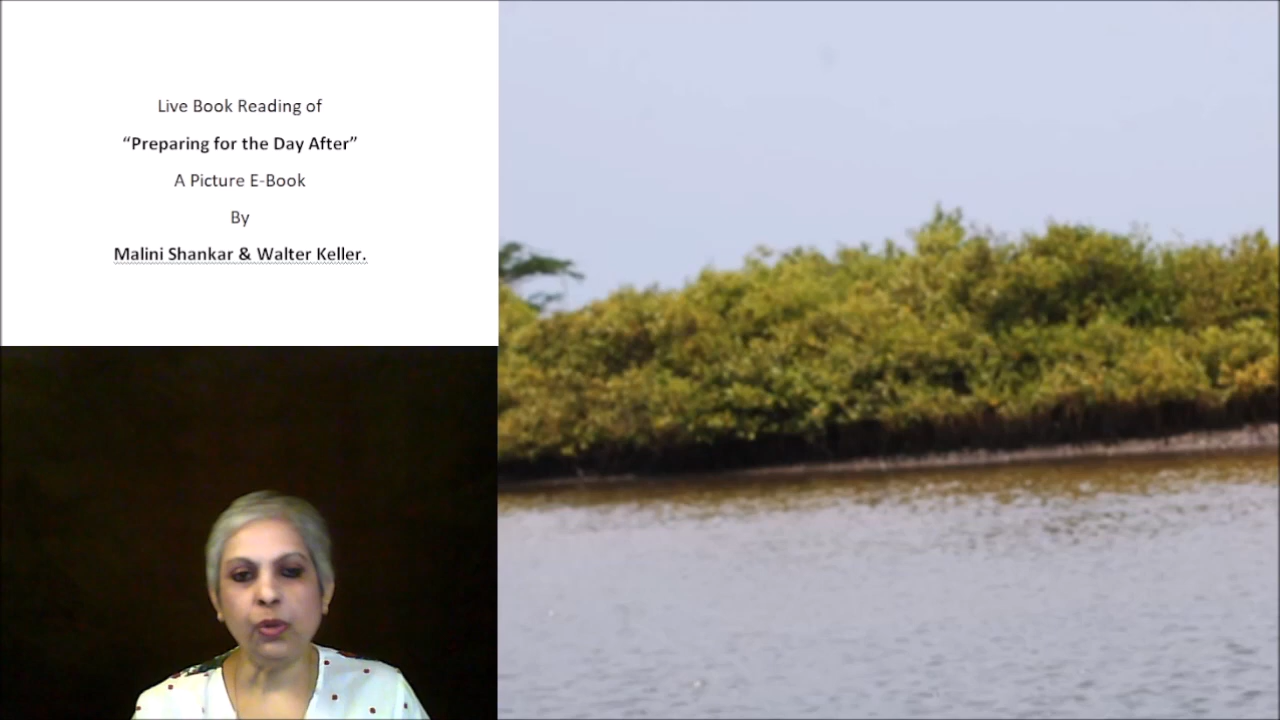 Live Book Reading of
“Preparing for the Day After”
A Picture E-Book
By
Malini Shankar & Walter Keller.